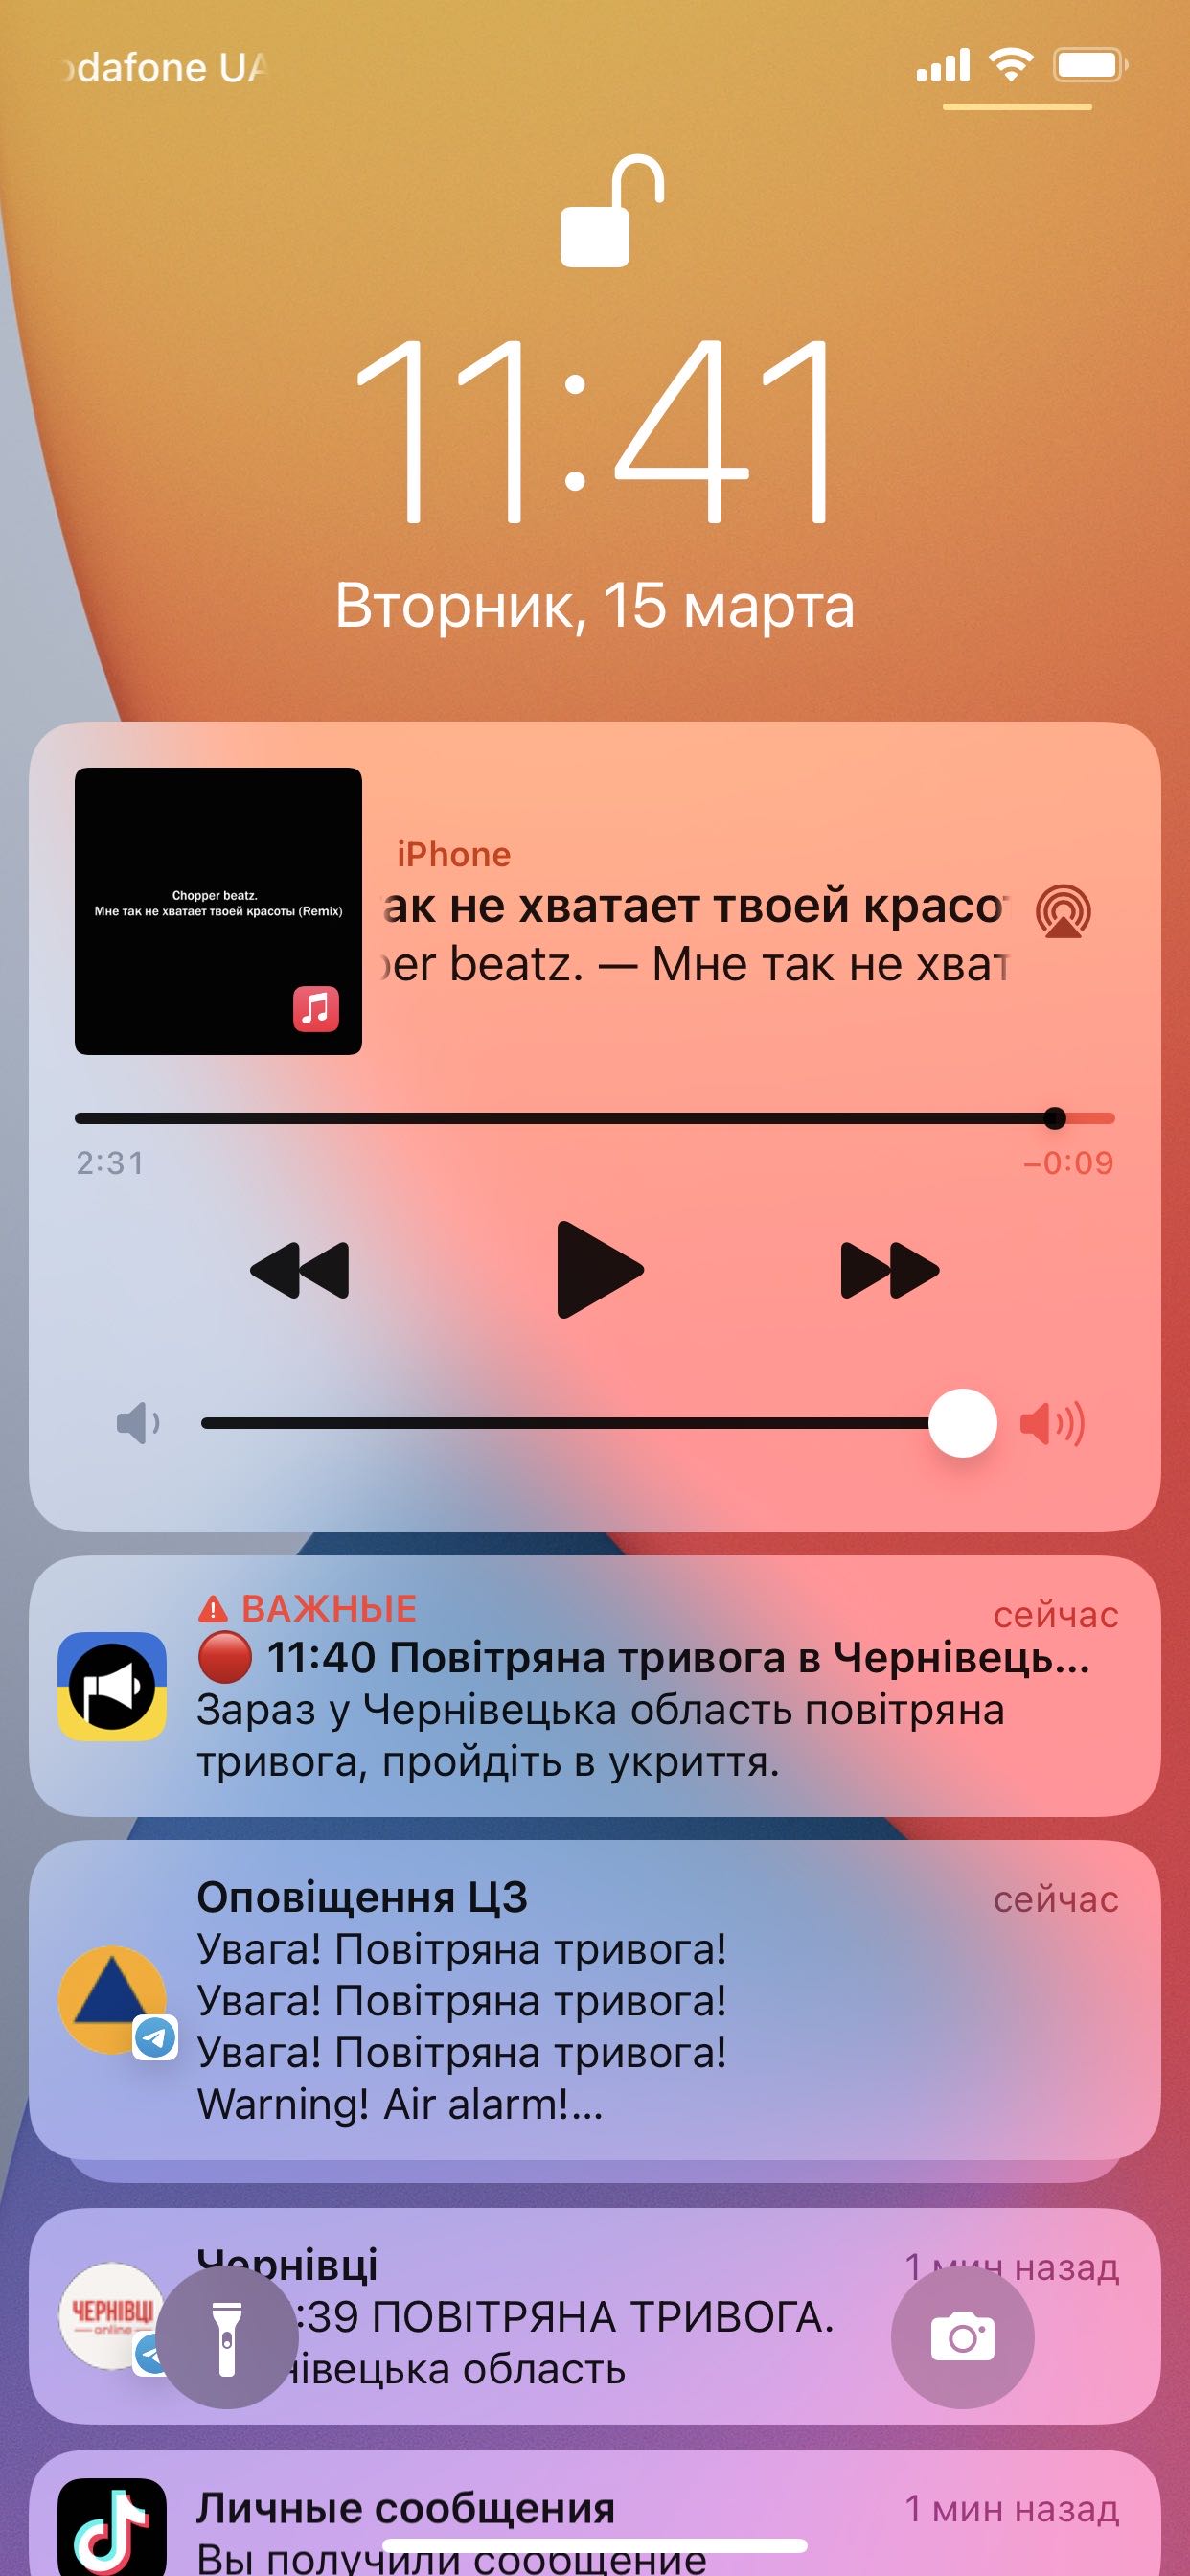 dafone UA
11:41
Вторник, 15 марта
Chopper beatz.
Мне так не хватает твоей красоты (Remix)
iPhone
ак не хватает твоей красо
er beatz. — Мне так не хват
2:31
–0:09
ВАЖНЫЕ
сейчас
11:40 Повітряна тривога в Чернівець...
Зараз у Чернівецька область повітряна
тривога, пройдіть в укриття.
Оповіщення ЦЗ
сейчас
Увага! Повітряна тривога!
Увага! Повітряна тривога!
Увага! Повітряна тривога!
Warning! Air alarm!...
ЧЕРНІВЦІ
online
Чернівці
1 мин назад
:39 ПОВІТРЯНА ТРИВОГА.
нівецька область
Личные сообщения
1 мин назад
Вы получили сообщение